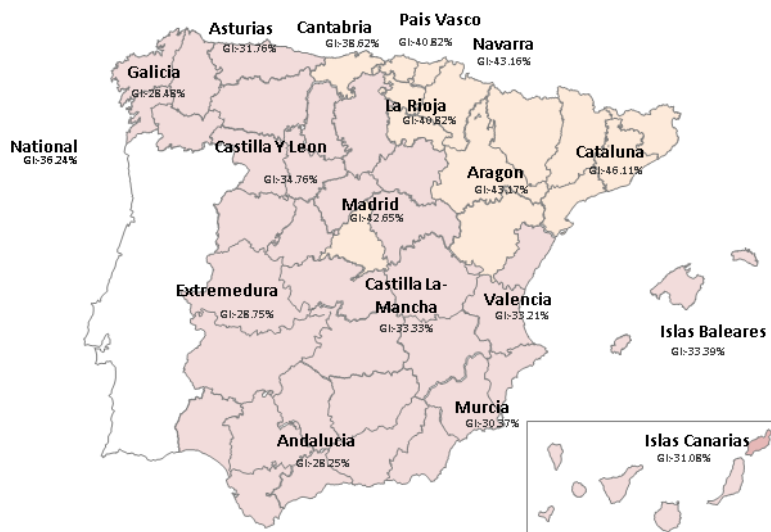 Asturias
GI:-31.76%
Cantabria
GI:-38.62%
Pais Vasco
GI:-40.82%
Navarra
GI:-43.16%
Galicia
GI:-28.48%
La Rioja
GI:-40.82%
National
GI:-36.24%
Castilla Y Leon
GI:-34.76%
Aragon
GI:-43.17%
Cataluna
GI:-46.11%
Madrid
GI:-42.65%
Extremedura
GI:-28.75%
Castilla La-
Mancha
GI:-33.33%
Valencia
GI:-33.21%
Islas Baleares
GI:-33.39%
Murcia
GI:-30.37%
Andalucia
GI:-28.25%
Islas Canarias
GI:-31.08%